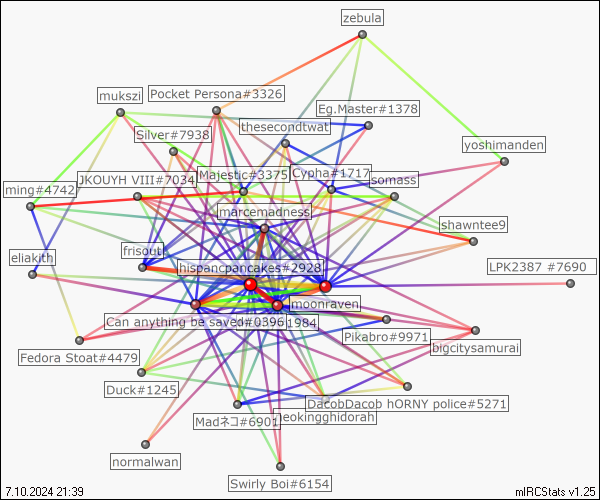 zebula
mukszi
Pocket Persona#3326
Eg.Master#1378
thesecondtwat
Silver#7938
yoshimanden
ming#4742
JKOUYH VIII#7034
Majestic#3375
Cypha#1717
somass
marcemadness
shawntee9
eliakith
frisout
hispancpancakes#2928
LPK2387 #7690
moonraven
Can anything be saved#0396
1984
Pikabro#9971
bigcitysamurai
Fedora Stoat#4479
Duck#1245
DacobDacob hORNY police#5271
Madネコ#6901
neokingghidorah
normalwan
Swirly Boi#6154
7.10.2024 21:39
mIRCStats v1.25